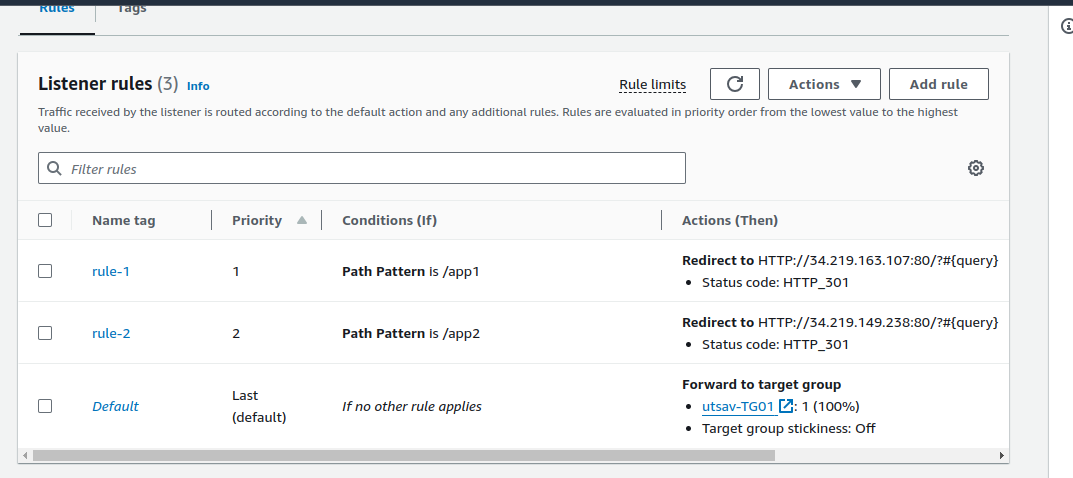 Rules
Tags
Listener rules (3) Info
Rule limits
Actions
Add rule
Traffic received by the listener is routed according to the default action and any additional rules. Rules are evaluated in priority order from the lowest value to the highest
value.
Filter rules
Name tag
Priority
Conditions (If)
Actions (Then)
rule-1
1
Path Pattern is /app1
Redirect to HTTP://34.219.163.107:80/?#{query}
• Status code: HTTP_301
rule-2
2
Path Pattern is /app2
Redirect to HTTP://34.219.149.238:80/?#{query}
• Status code: HTTP_301
Default
Last
(default)
If no other rule applies
Forward to target group
• utsav-TG01 : 1 (100%)
• Target group stickiness: Off